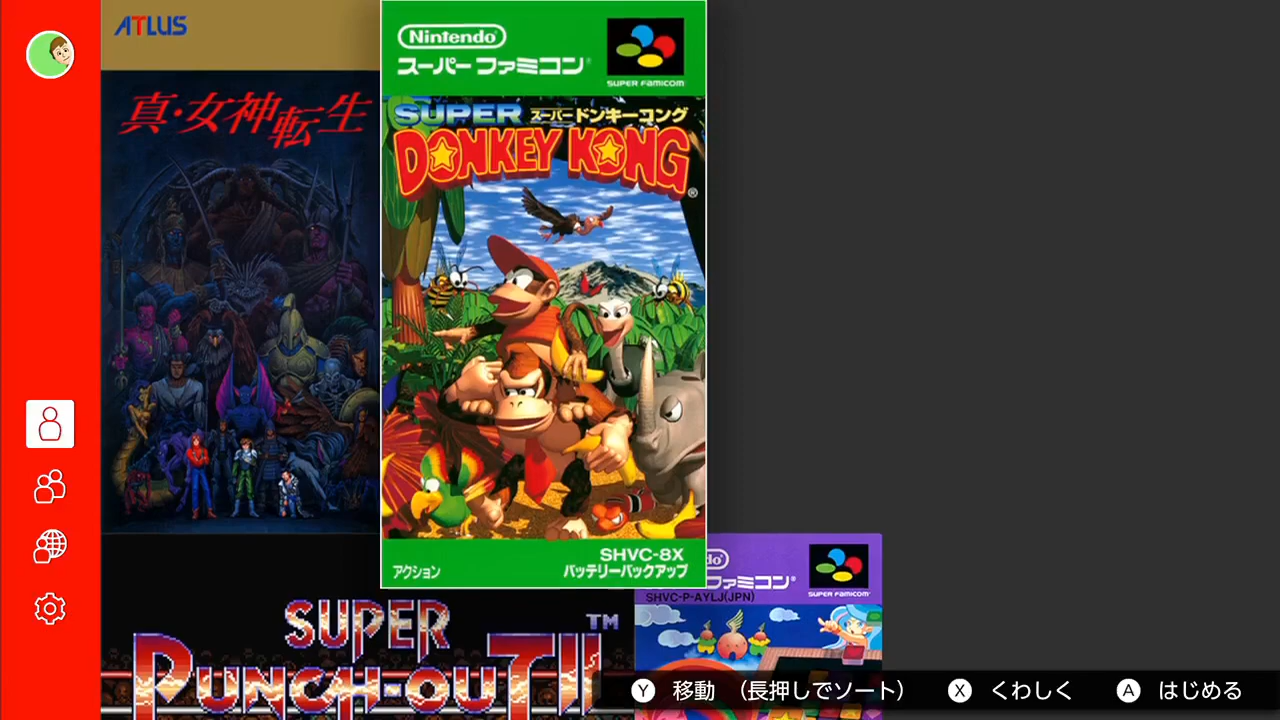 ATLUS
真・女神転生
Nintendo®
スーパーファミコン®
SUPER FAMICOM
SUPER スーパードンキーコング
DONKEY KONG®
SHVC-8X
アクション
バッテリーバックアップ
SUPER ™
PUNCH-OUT!!
do®
ファミコン®
SUPER FAMICOM
SHVC-P-AYLJ(JPN)
Y 移動 （長押しでソート）
X くわしく
A はじめる